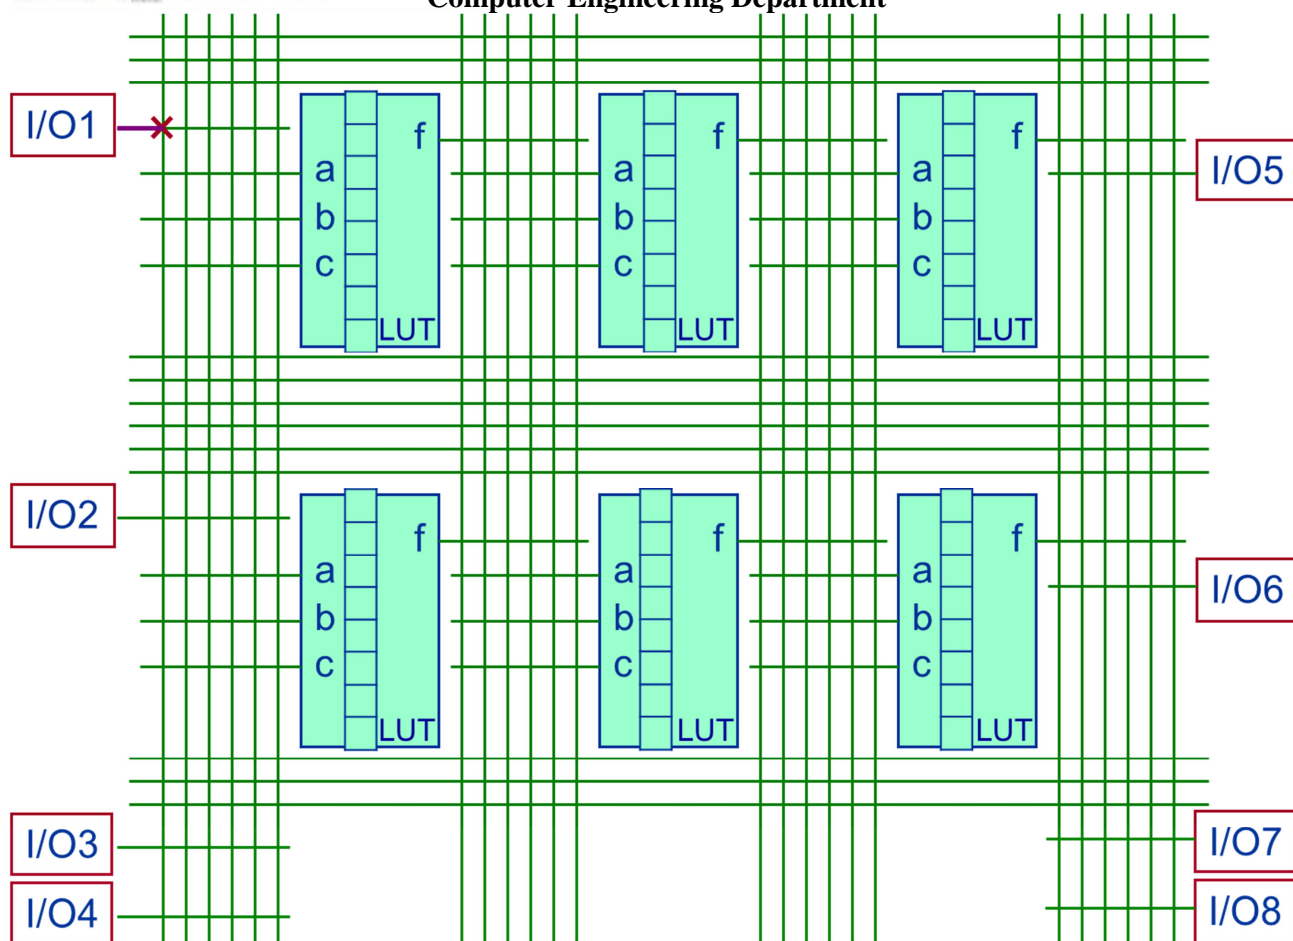 Computer Engineering Department
I/O1
f f f
a a a
I/O5
b b b
c c c
LUT LUT LUT
I/O2
f f f
a a a
I/O6
b b b
c c c
LUT LUT LUT
I/O3 I/O7
I/O4 I/O8